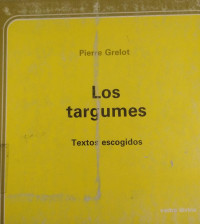 Pierre Grelot
Los
targumes
Textos escogidos